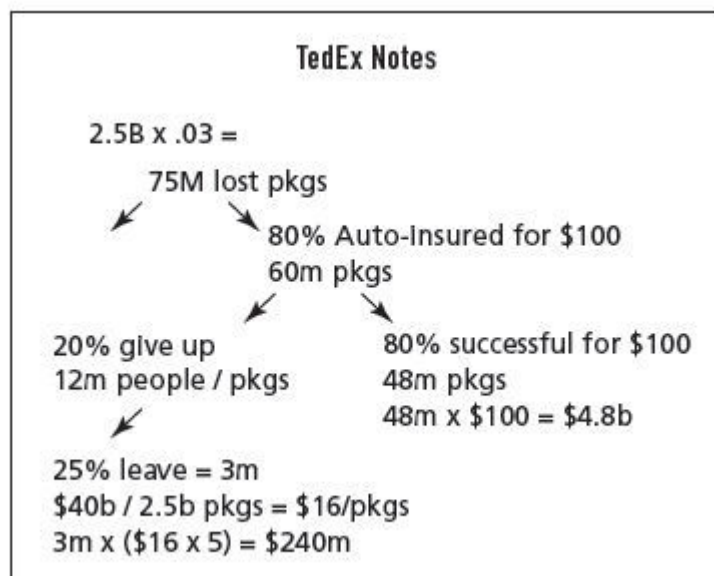 TedEx Notes
2.5B x .03 =
75M lost pkgs
80% Auto-insured for $100
60m pkgs
20% give up
12m people / pkgs
80% successful for $100
48m pkgs
48m x $100 = $4.8b
25% leave = 3m
$40b / 2.5b pkgs = $16/pkgs
3m x ($16 x 5) = $240m